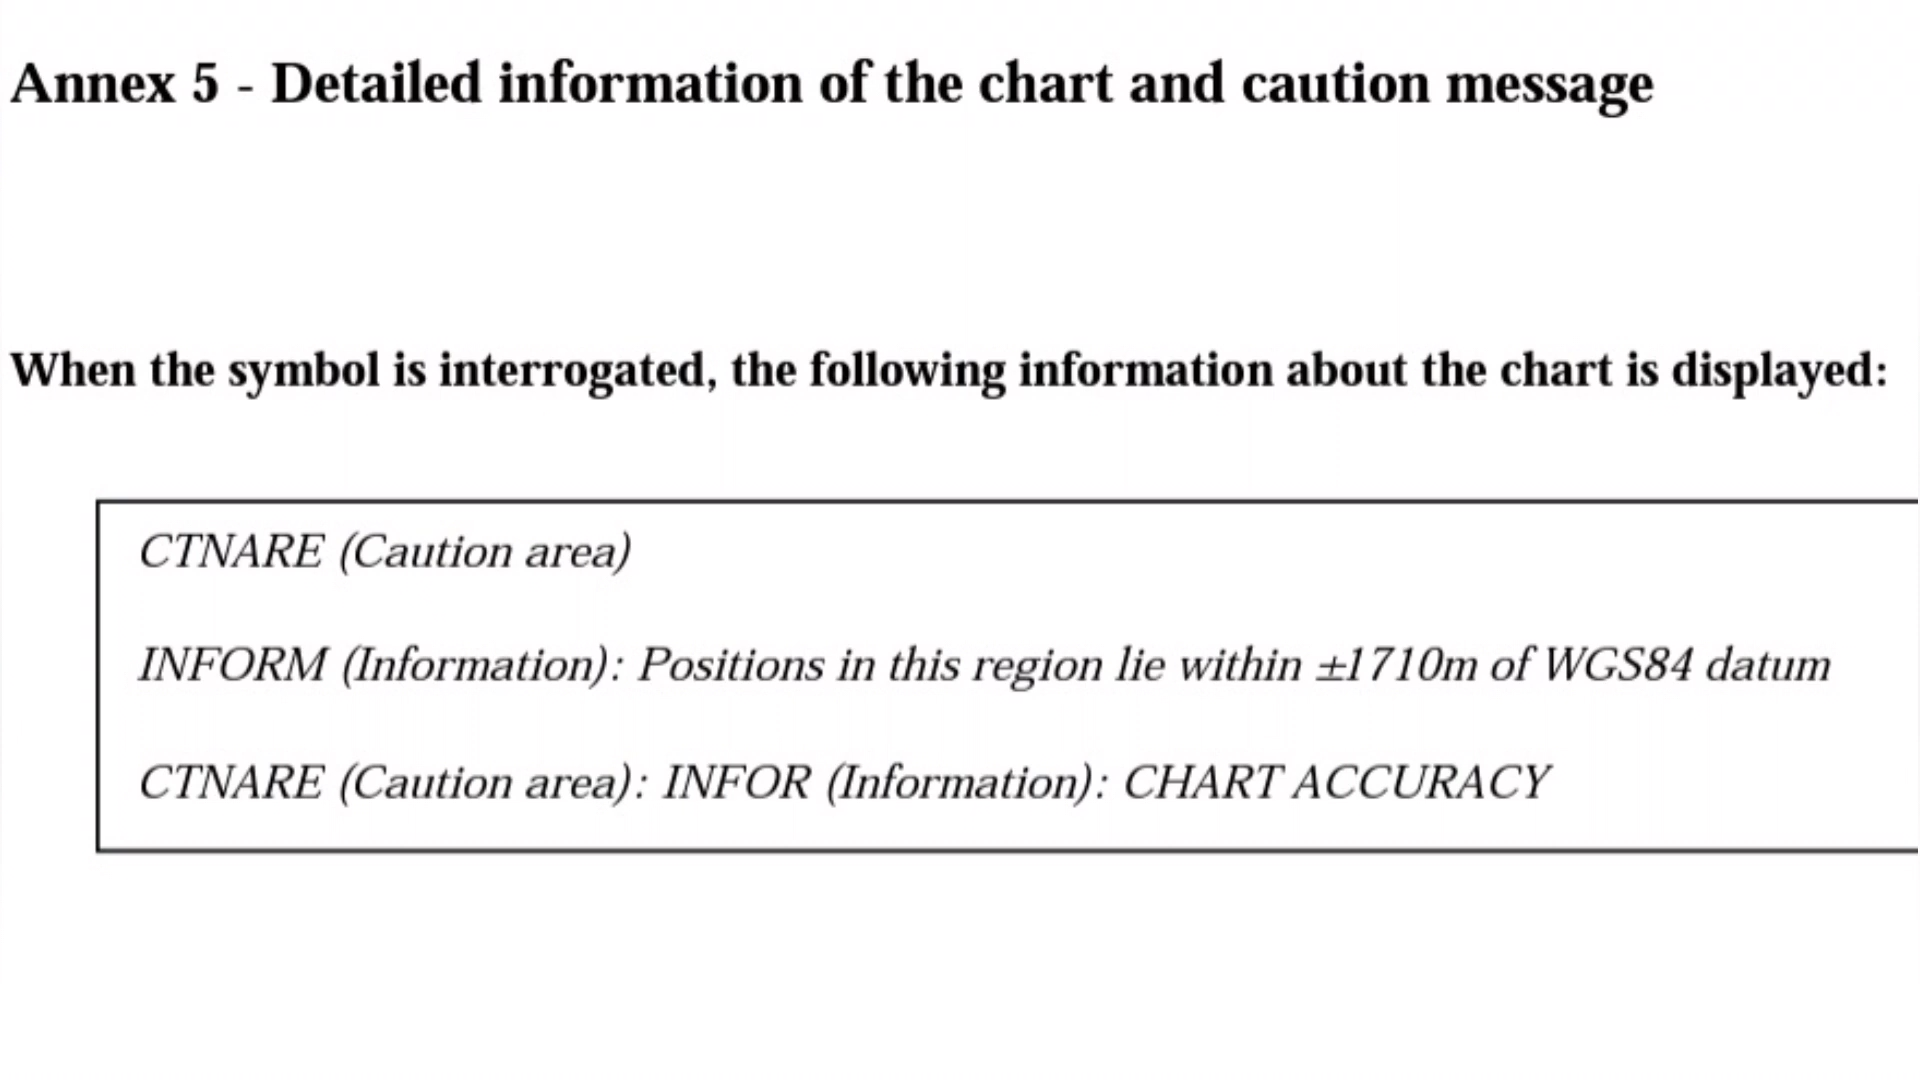 Annex 5 - Detailed information of the chart and caution message
When the symbol is interrogated, the following information about the chart is displayed:
CTNARE (Caution area)
INFORM (Information): Positions in this region lie within ±1710m of WGS84 datum
CTNARE (Caution area): INFOR (Information): CHART ACCURACY